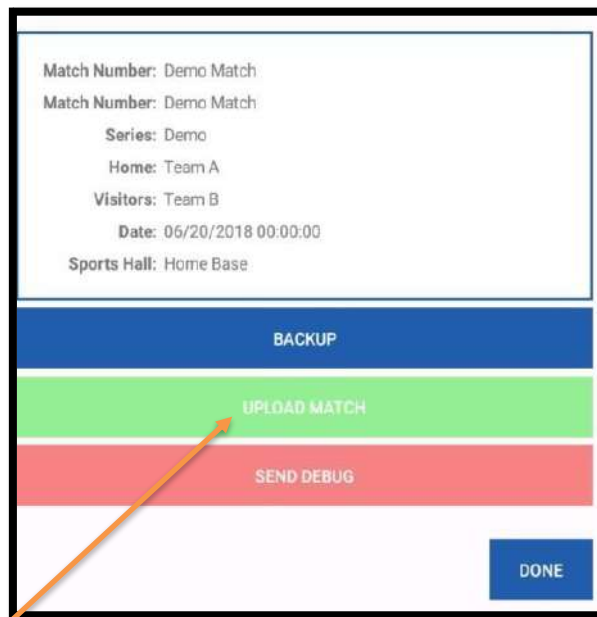 Match Number: Demo Match
Match Number: Demo Match
Series: Demo
Home: Team A
Visitors: Team B
Date: 06/20/2018 00:00:00
Sports Hall: Home Base
BACKUP
UPLOAD MATCH
SEND DEBUG
DONE